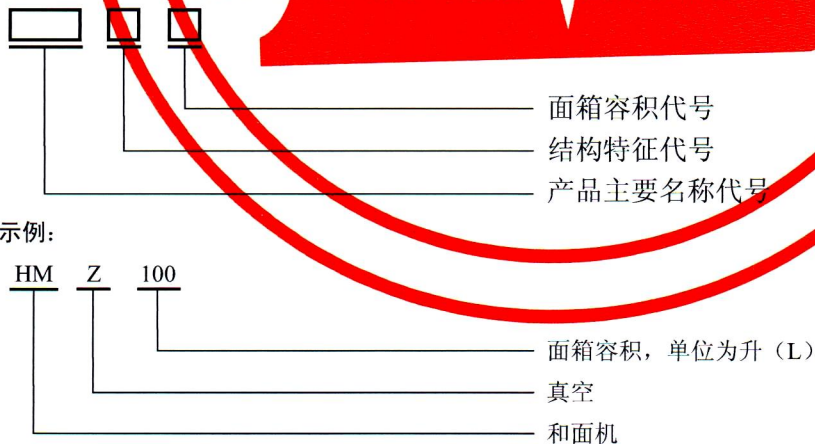 面箱容积代号
结构特征代号
产品主要名称代号
示例：
HM Z 100
面箱容积，单位为升（L）
真空
和面机